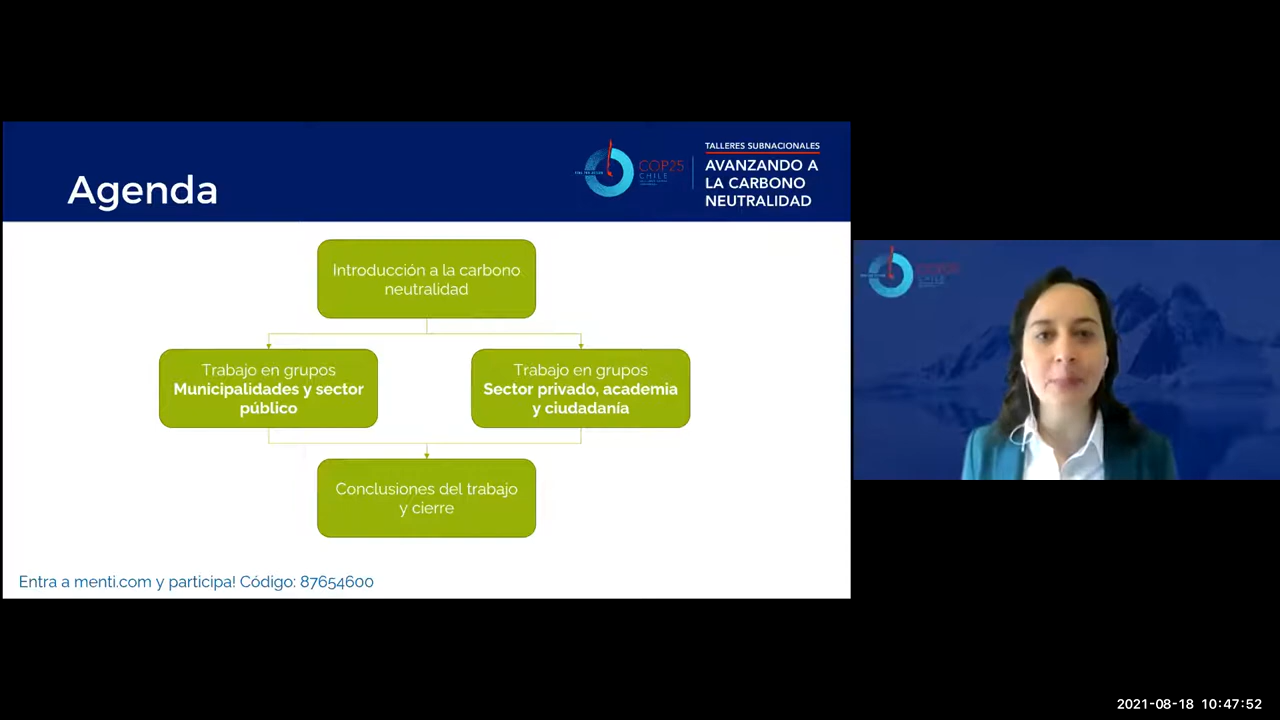 Agenda
COP25
CHILE
TALLERES SUBNACIONALES
AVANZANDO A
LA CARBONO
NEUTRALIDAD
Introducción a la carbono
neutralidad
Trabajo en grupos
Municipalidades y sector
público
Trabajo en grupos
Sector privado, academia
y ciudadanía
Conclusiones del trabajo
y cierre
Entra a menti.com y participa! Código: 87654600
2021-08-18 10:47:52